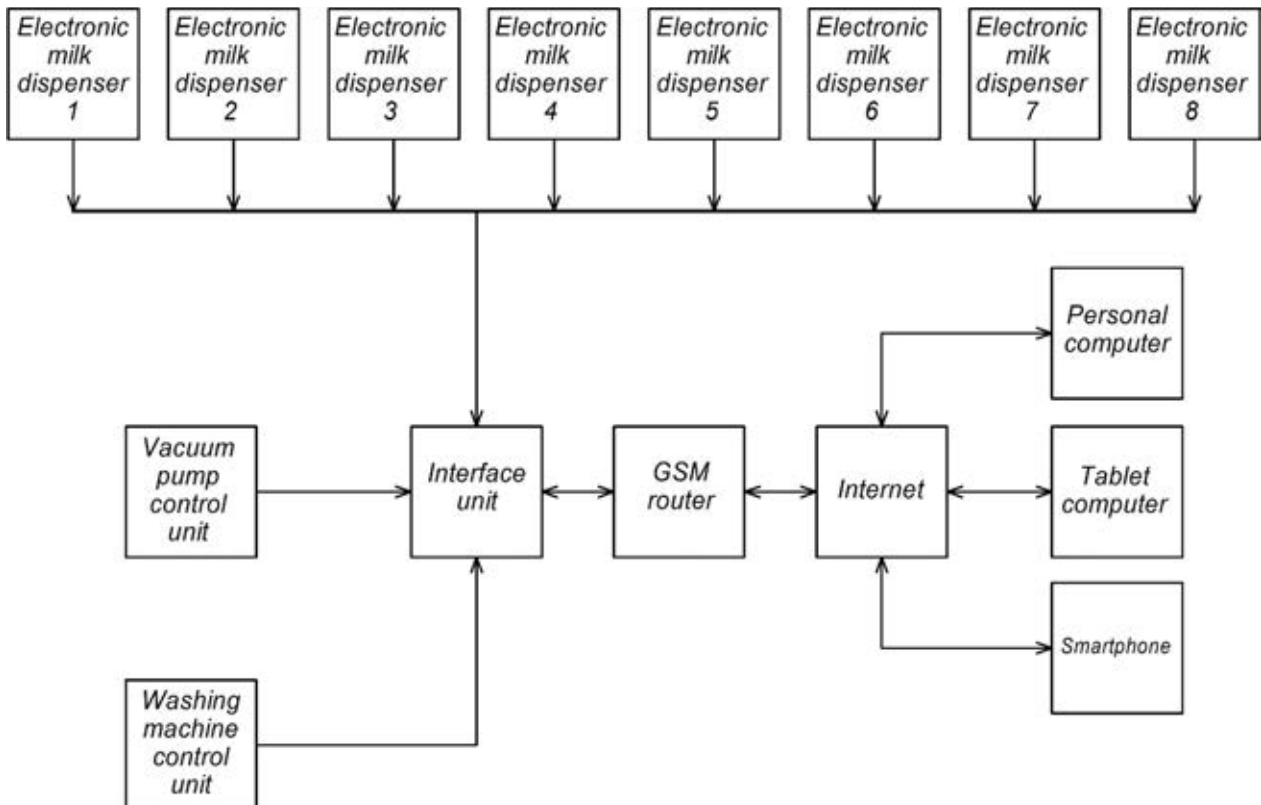 Electronic
milk
dispenser
1
Electronic
milk
dispenser
2
Electronic
milk
dispenser
3
Electronic
milk
dispenser
4
Electronic
milk
dispenser
5
Electronic
milk
dispenser
6
Electronic
milk
dispenser
7
Electronic
milk
dispenser
8
Personal
computer
Vacuum
pump
control
unit
Interface
unit
GSM
router
Internet
Tablet
computer
Smartphone
Washing
machine
control
unit